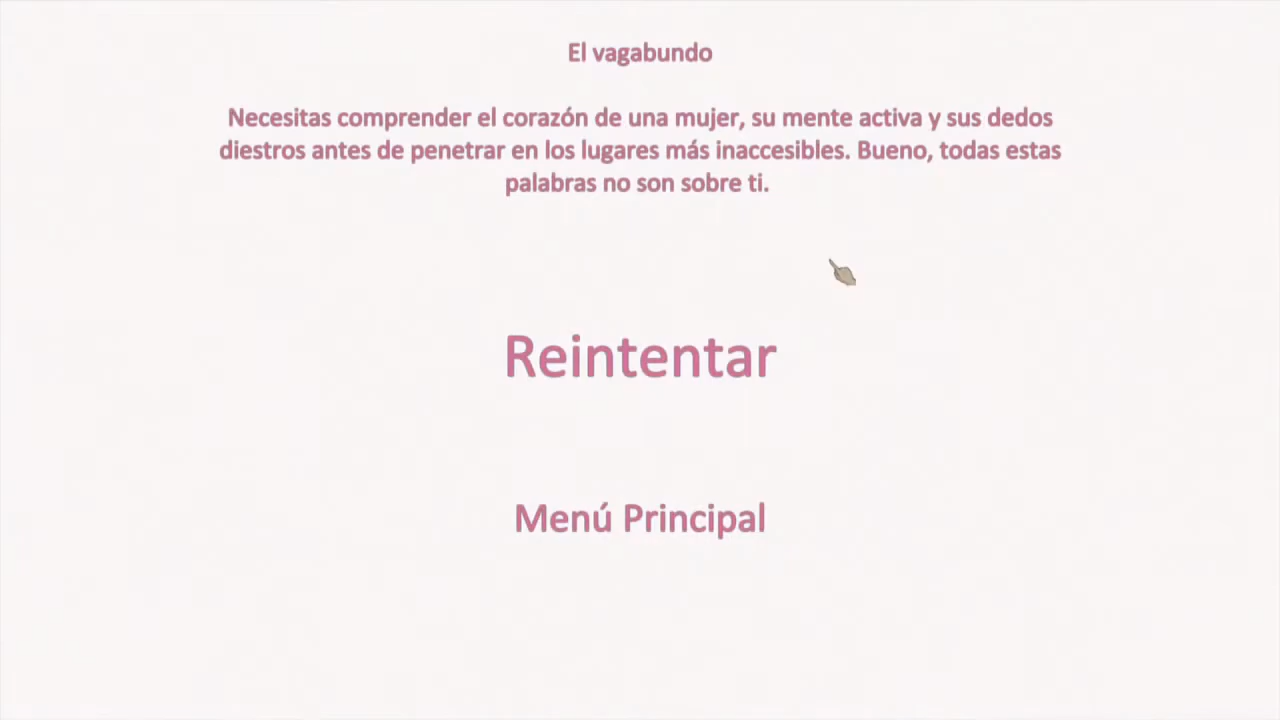 El vagabundo
Necesitas comprender el corazón de una mujer, su mente activa y sus dedos
diestros antes de penetrar en los lugares más inaccesibles. Bueno, todas estas
palabras no son sobre ti.
Reintentar
Menú Principal